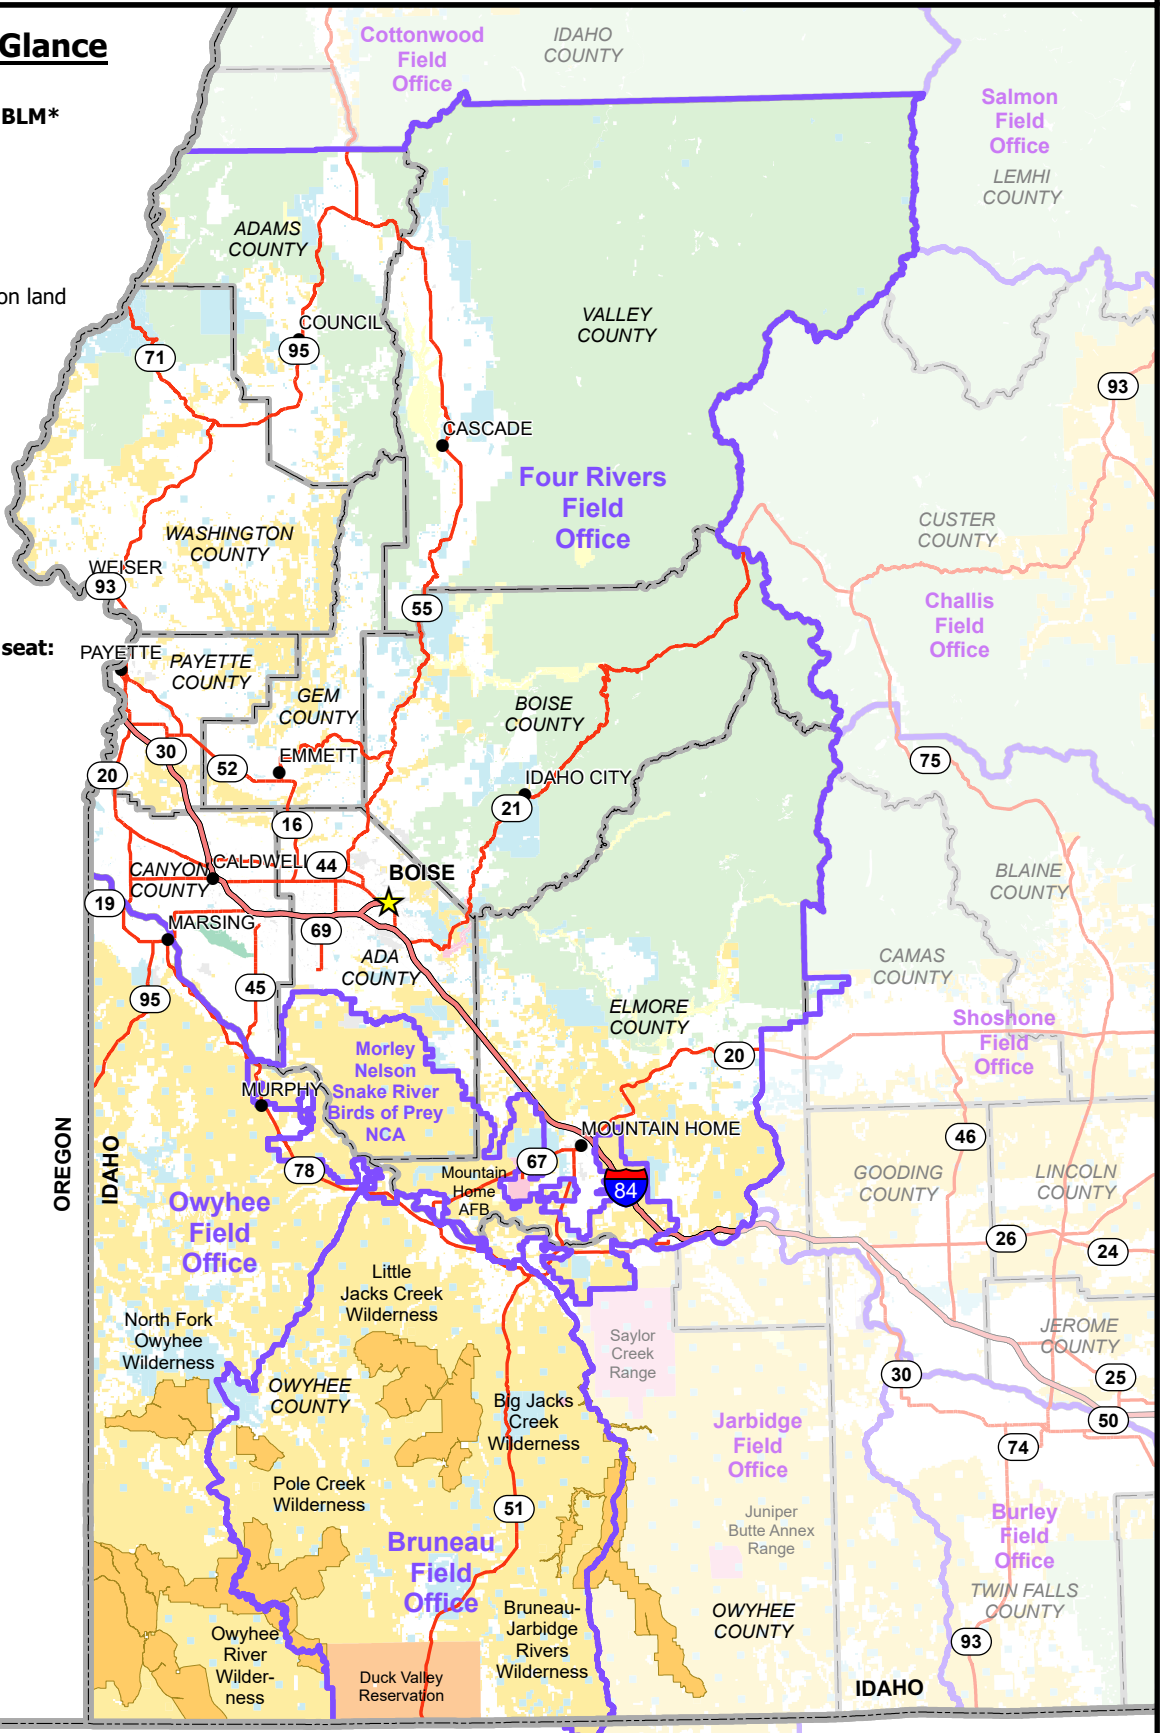 Glance
BLM*
on land
seat:
Cottonwood
Field
Office
IDAHO
COUNTY
Salmon
Field
Office
LEMHI
COUNTY
ADAMS
COUNTY
COUNCIL
71
95
VALLEY
COUNTY
93
CASCADE
Four Rivers
Field
Office
WASHINGTON
COUNTY
CUSTER
COUNTY
WEISER
93
55
Challis
Field
Office
PAYETTE
PAYETTE
COUNTY
GEM
COUNTY
BOISE
COUNTY
30
52
EMMETT
20
75
IDAHO CITY
21
16
CANYON
COUNTY
CALDWELL
44
BOISE
BLAINE
COUNTY
19
MARSING
69
ADA
COUNTY
CAMAS
COUNTY
95
45
ELMORE
COUNTY
Shoshone
Field
Office
Morley
Nelson
Snake River
Birds of Prey
NCA
20
MURPHY
MOUNTAIN HOME
46
OREGON
IDAHO
78
67
Mountain
Home
AFB
84
GOODING
COUNTY
LINCOLN
COUNTY
Owyhee
Field
Office
26
24
Little
Jacks Creek
Wilderness
North Fork
Owyhee
Wilderness
Saylor
Creek
Range
JEROME
COUNTY
OWYHEE
COUNTY
30
25
Big Jacks
Creek
Wilderness
50
Jarbidge
Field
Office
74
Pole Creek
Wilderness
51
Juniper
Butte Annex
Range
Burley
Field
Office
Bruneau
Field
Office
TWIN FALLS
COUNTY
Bruneau-
Jarbidge
Rivers
Wilderness
OWYHEE
COUNTY
Owyhee
River
Wilder-
ness
93
Duck Valley
Reservation
IDAHO